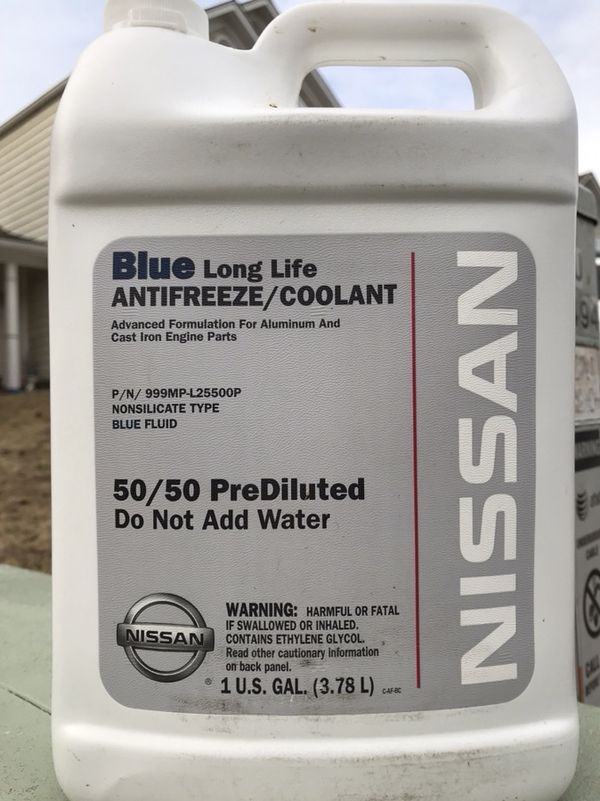 Blue Long Life
ANTIFREEZE/COOLANT
Advanced Formulation For Aluminum And
Cast Iron Engine Parts
P/N/ 999MP-L25500P
NONSILICATE TYPE
BLUE FLUID
50/50 PreDiluted
Do Not Add Water
NISSAN
WARNING: HARMFUL OR FATAL
IF SWALLOWED OR INHALED.
CONTAINS ETHYLENE GLYCOL.
Read other cautionary information
on back panel.
® 1 U.S. GAL. (3.78 L) C-AF-BC
NISSAN